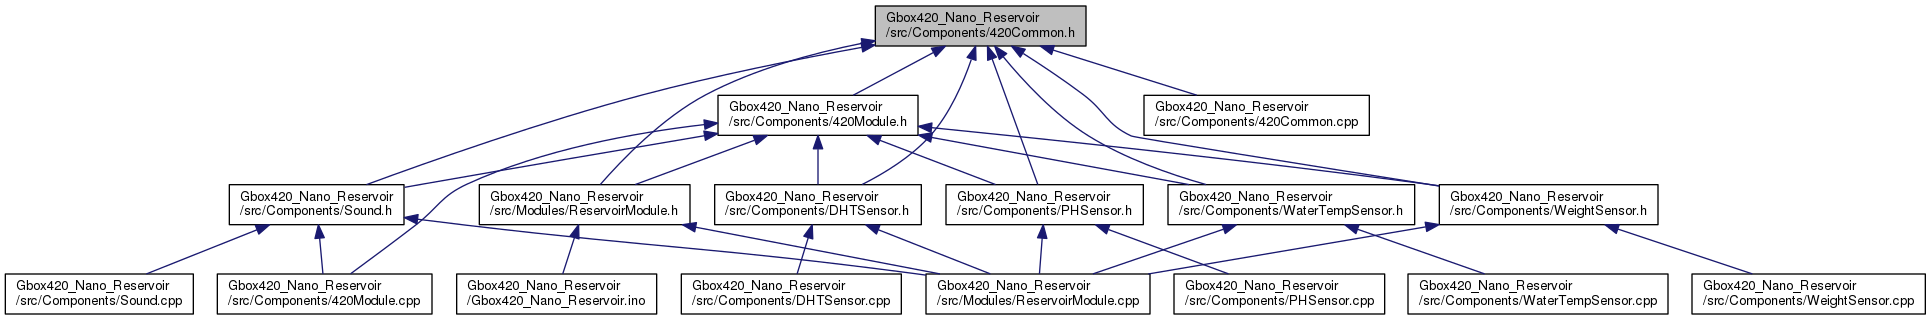 Gbox420_Nano_Reservoir
/src/Components/420Common.h
Gbox420_Nano_Reservoir
/src/Components/420Module.h
Gbox420_Nano_Reservoir
/src/Components/420Common.cpp
Gbox420_Nano_Reservoir
/src/Components/Sound.h
Gbox420_Nano_Reservoir
/src/Modules/ReservoirModule.h
Gbox420_Nano_Reservoir
/src/Components/DHTSensor.h
Gbox420_Nano_Reservoir
/src/Components/PHSensor.h
Gbox420_Nano_Reservoir
/src/Components/WaterTempSensor.h
Gbox420_Nano_Reservoir
/src/Components/WeightSensor.h
Gbox420_Nano_Reservoir
/src/Components/Sound.cpp
Gbox420_Nano_Reservoir
/src/Components/420Module.cpp
Gbox420_Nano_Reservoir
/Gbox420_Nano_Reservoir.ino
Gbox420_Nano_Reservoir
/src/Components/DHTSensor.cpp
Gbox420_Nano_Reservoir
/src/Modules/ReservoirModule.cpp
Gbox420_Nano_Reservoir
/src/Components/PHSensor.cpp
Gbox420_Nano_Reservoir
/src/Components/WaterTempSensor.cpp
Gbox420_Nano_Reservoir
/src/Components/WeightSensor.cpp